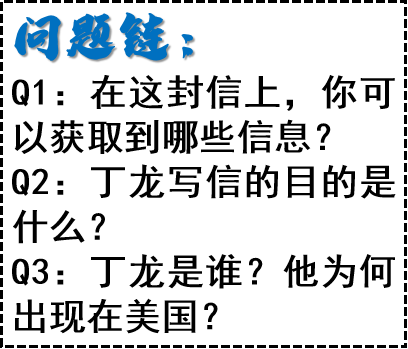 问题链：
Q1：在这封信上，你可
以获取到哪些信息？
Q2：丁龙写信的目的是
什么？
Q3：丁龙是谁？他为何
出现在美国？